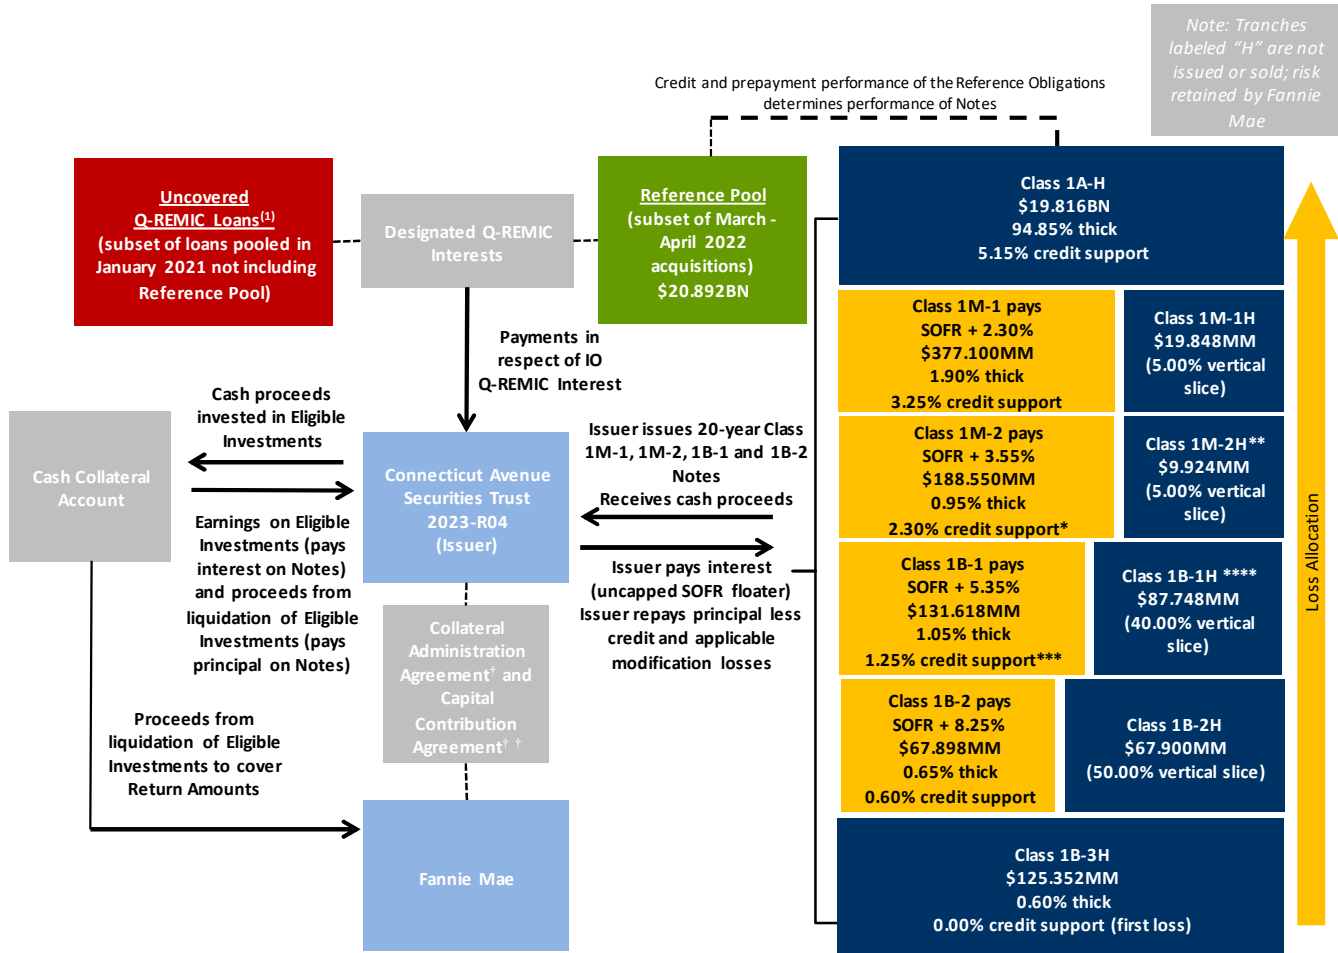 Note: Tranches
labeled “H” are not
issued or sold; risk
retained by Fannie
Mae
Credit and prepayment performance of the Reference Obligations
determines performance of Notes
Uncovered
Q-REMIC Loans(1)
(subset of loans pooled in
January 2021 not including
Reference Pool)
Designated Q-REMIC
Interests
Reference Pool
(subset of March -
April 2022
acquisitions)
$20.892BN
Class 1A-H
$19.816BN
94.85% thick
5.15% credit support
Payments in
respect of IO
Q-REMIC Interest
Class 1M-1 pays
SOFR + 2.30%
$377.100MM
1.90% thick
3.25% credit support
Class 1M-1H
$19.848MM
(5.00% vertical
slice)
Cash proceeds
invested in Eligible
Investments
Cash Collateral
Account
Connecticut Avenue
Securities Trust
2023-R04
(Issuer)
Issuer issues 20-year Class
1M-1, 1M-2, 1B-1 and 1B-2
Notes
Receives cash proceeds
Class 1M-2 pays
SOFR + 3.55%
$188.550MM
0.95% thick
2.30% credit support*
Class 1M-2H**
$9.924MM
(5.00% vertical
slice)
Earnings on Eligible
Investments (pays
interest on Notes)
and proceeds from
liquidation of Eligible
Investments (pays
principal on Notes)
Issuer pays interest
(uncapped SOFR floater)
Issuer repays principal less
credit and applicable
modification losses
Class 1B-1 pays
SOFR + 5.35%
$131.618MM
1.05% thick
1.25% credit support***
Class 1B-1H ****
$87.748MM
(40.00% vertical
slice)
Loss Allocation
Collateral
Administration
Agreement† and
Capital
Contribution
Agreement† †
Class 1B-2 pays
SOFR + 8.25%
$67.898MM
0.65% thick
0.60% credit support
Class 1B-2H
$67.900MM
(50.00% vertical slice)
Proceeds from
liquidation of Eligible
Investments to cover
Return Amounts
Fannie Mae
Class 1B-3H
$125.352MM
0.60% thick
0.00% credit support (first loss)